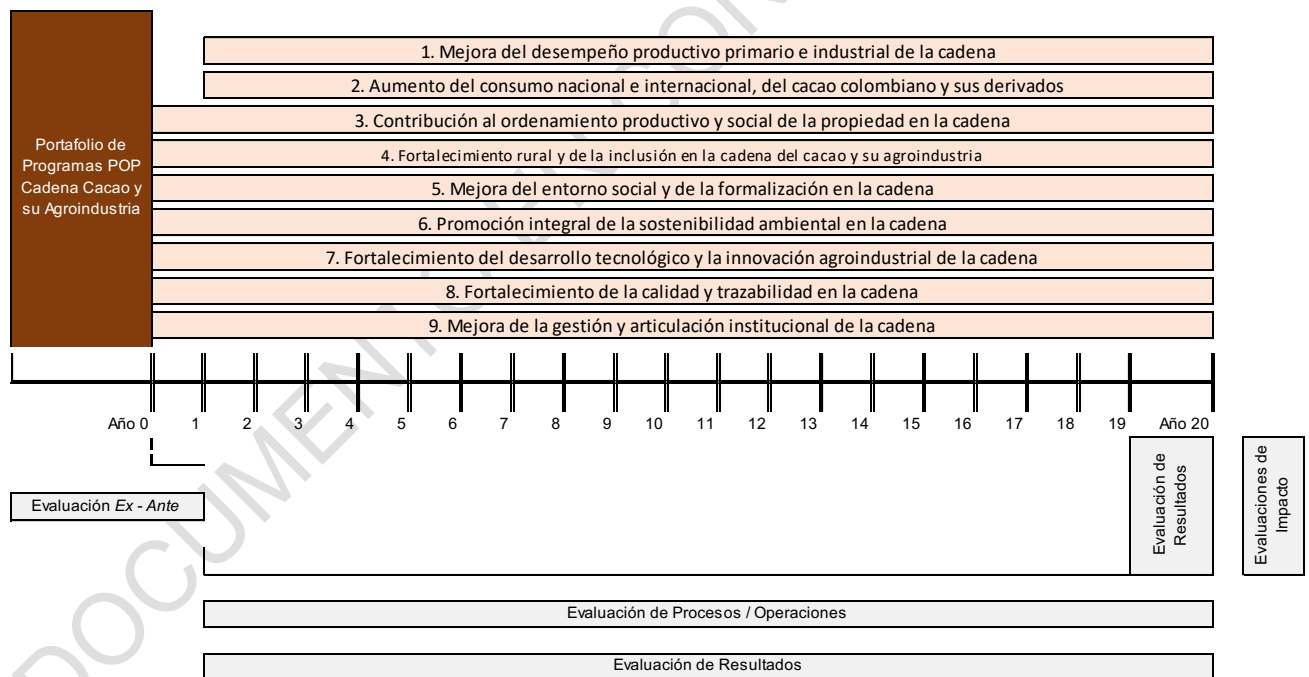 1. Mejora del desempeño productivo primario e industrial de la cadena
2. Aumento del consumo nacional e internacional, del cacao colombiano y sus derivados
3. Contribución al ordenamiento productivo y social de la propiedad en la cadena
Portafolio de
Programas POP
Cadena Cacao y
su Agroindustria
4. Fortalecimiento rural y de la inclusión en la cadena del cacao y su agroindustria
5. Mejora del entorno social y de la formalización en la cadena
6. Promoción integral de la sostenibilidad ambiental en la cadena
7. Fortalecimiento del desarrollo tecnológico y la innovación agroindustrial de la cadena
8. Fortalecimiento de la calidad y trazabilidad en la cadena
9. Mejora de la gestión y articulación institucional de la cadena
Año 0 1 2 3 4 5 6 7 8 9 10 11 12 13 14 15 16 17 18 19 Año 20
Evaluación Ex - Ante
Evaluación de
Resultados
Evaluaciones de
Impacto
Evaluación de Procesos / Operaciones
Evaluación de Resultados
DOCUMENTO EN CON